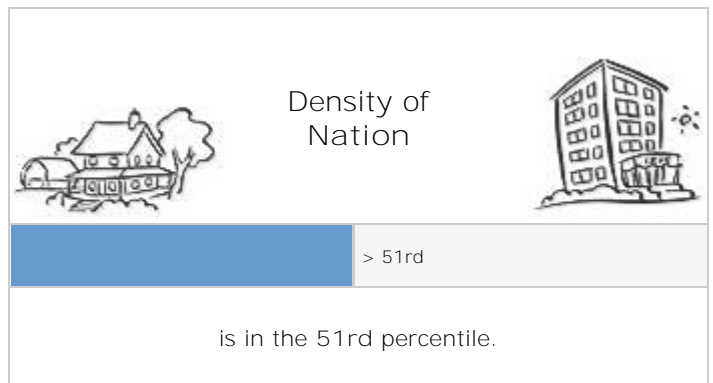 Density of
Nation
> 51rd
is in the 51rd percentile.